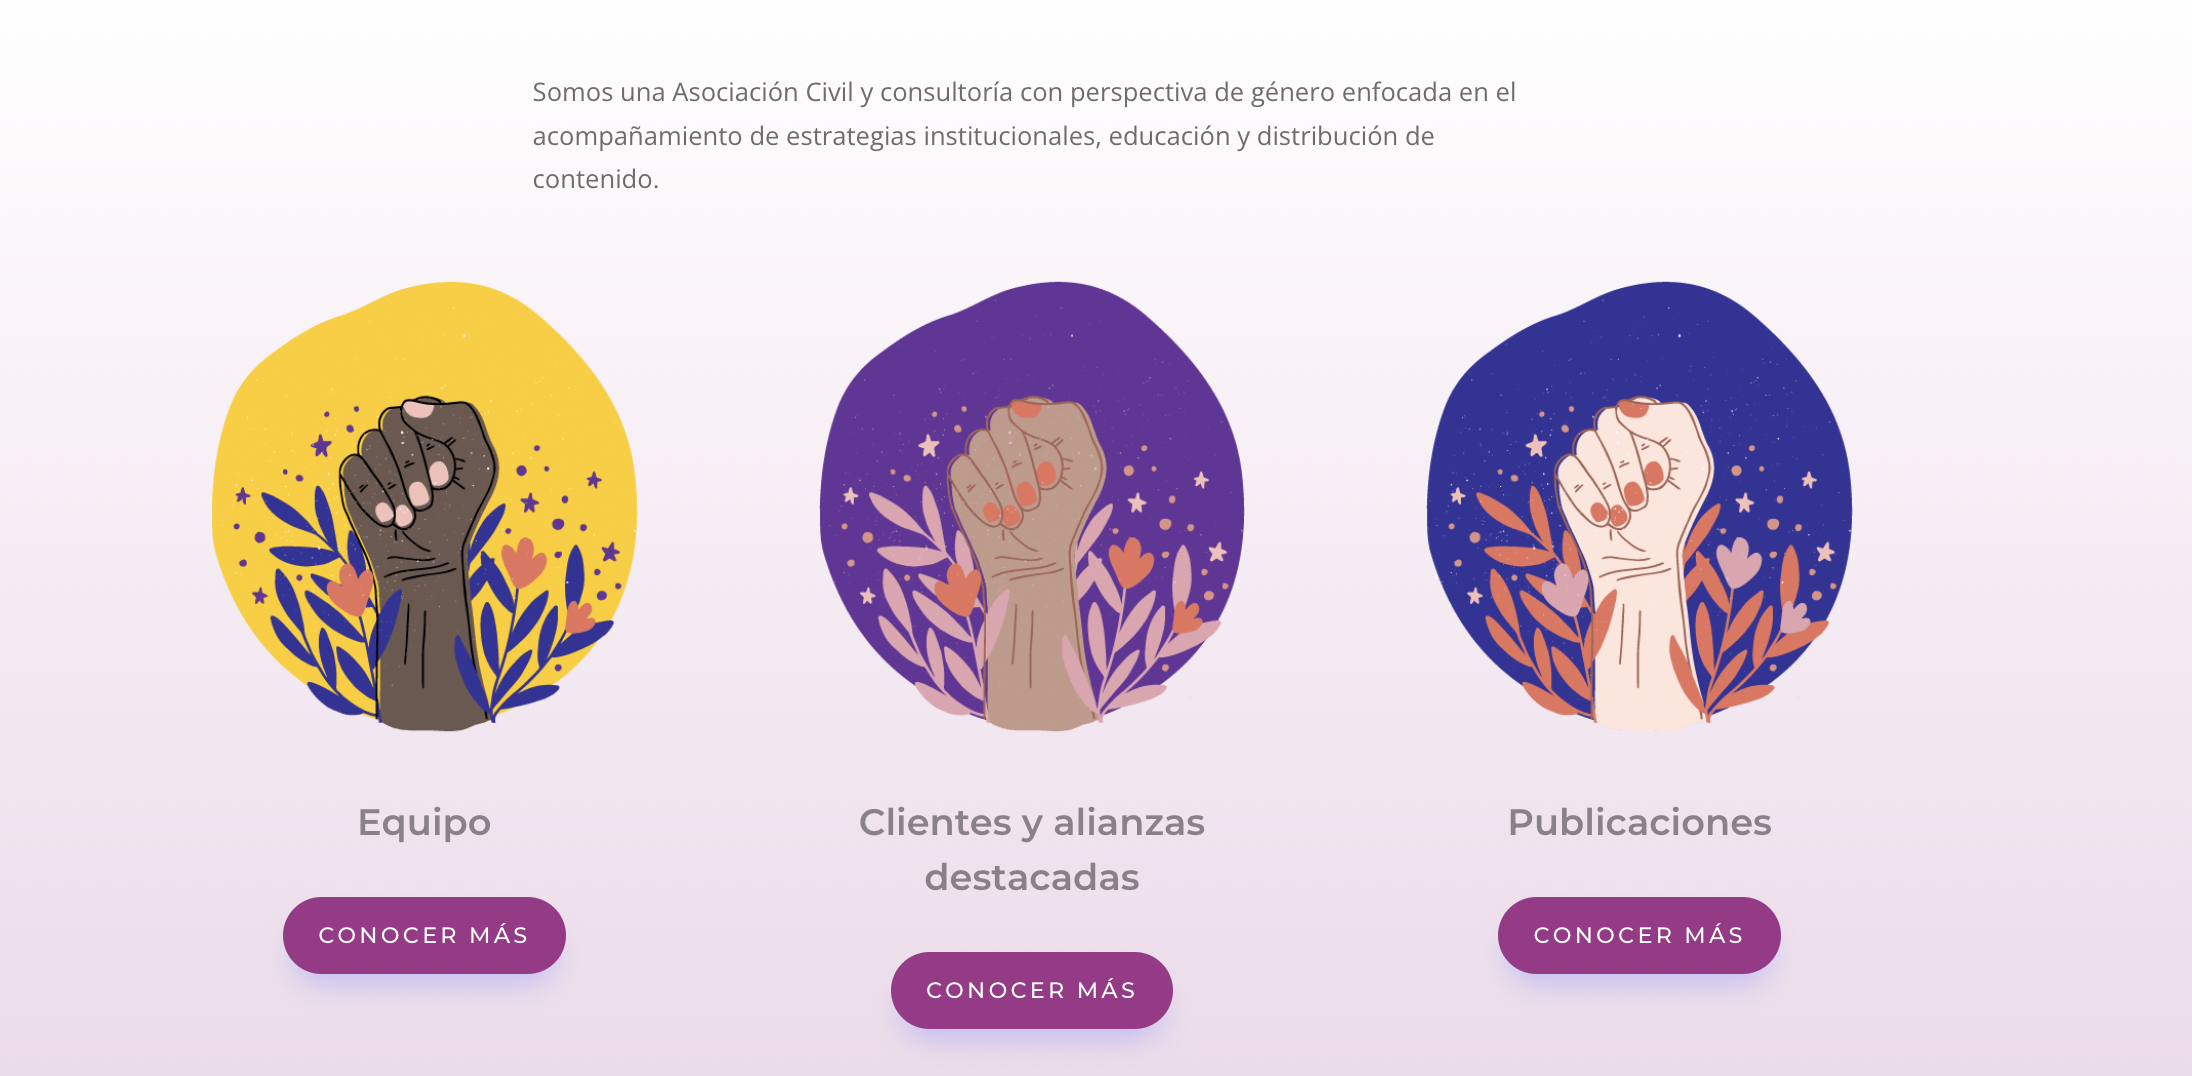 Somos una Asociación Civil y consultoría con perspectiva de género enfocada en el
acompañamiento de estrategias institucionales, educación y distribución de
contenido.
Equipo
CONOCER MÁS
Clientes y alianzas
destacadas
CONOCER MÁS
Publicaciones
CONOCER MÁS